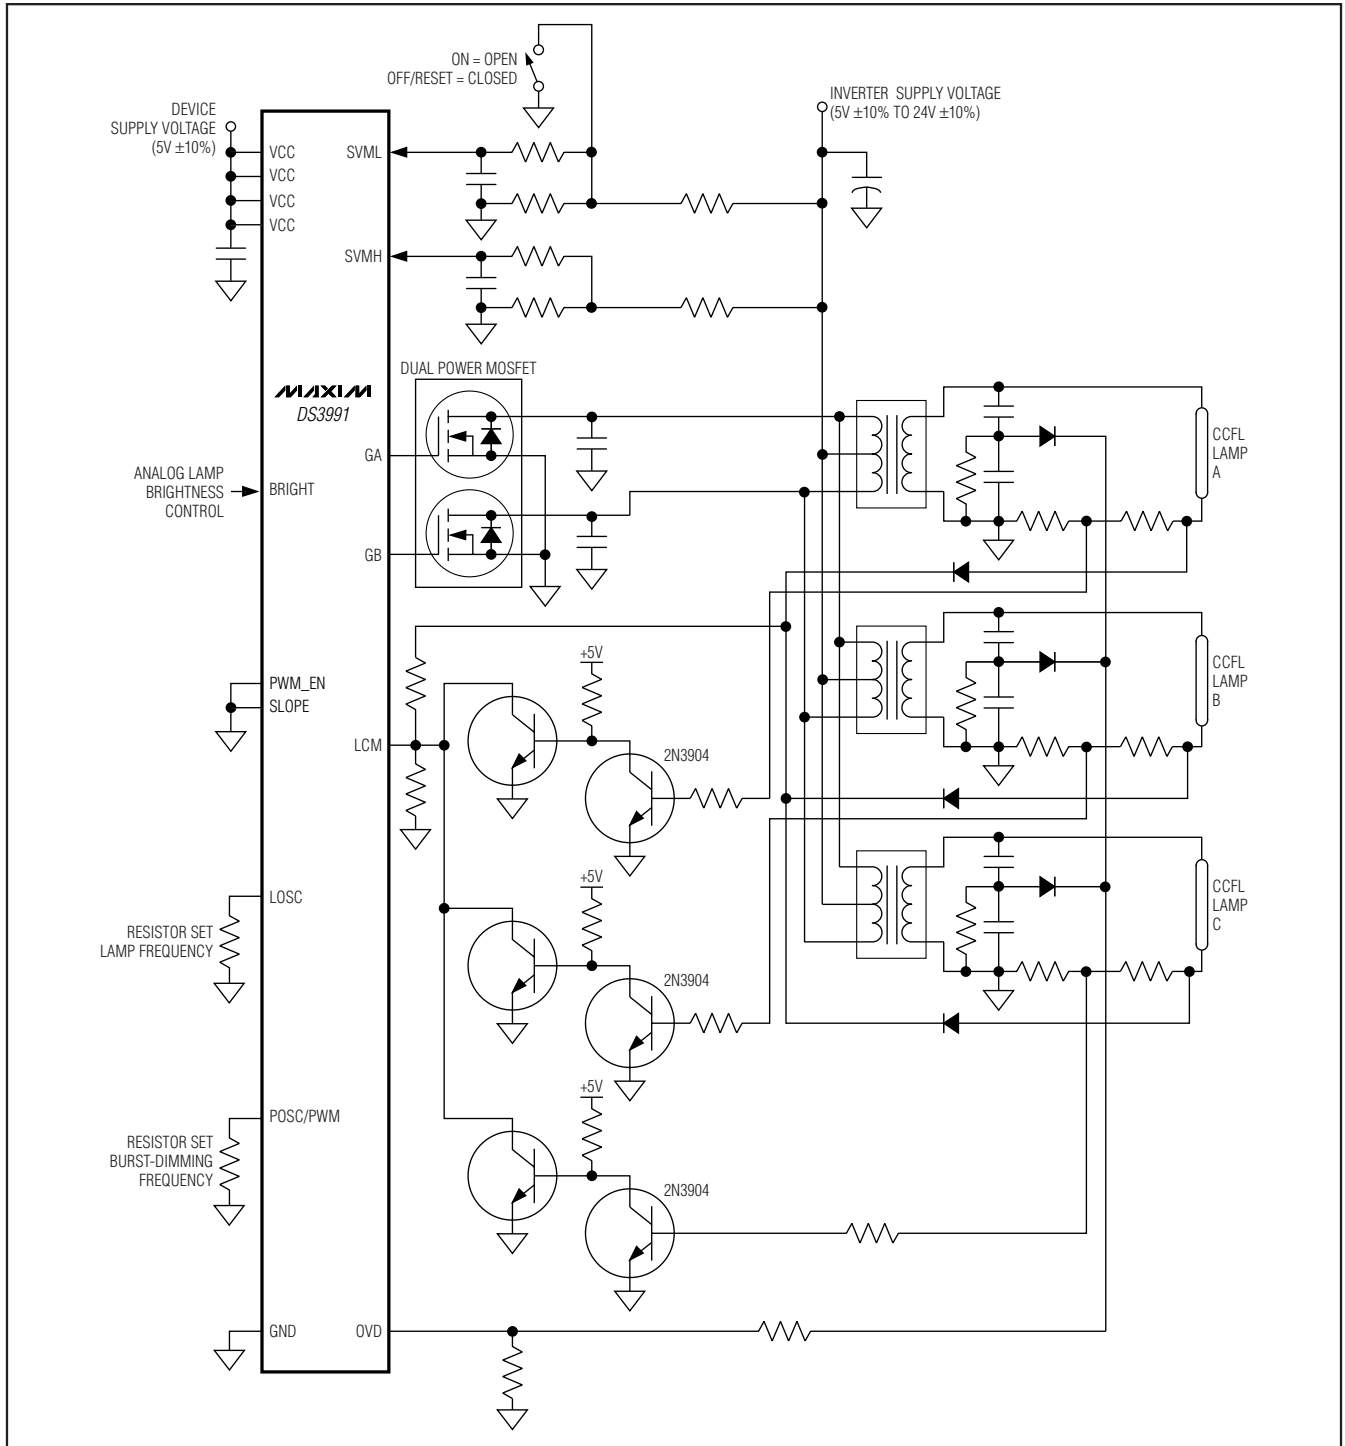 ON = OPEN
OFF/RESET = CLOSED
INVERTER SUPPLY VOLTAGE
(5V ±10% TO 24V ±10%)
DEVICE
SUPPLY VOLTAGE
(5V ±10%)
VCC
VCC
VCC
VCC
SVML
SVMH
DUAL POWER MOSFET
MAXIM
DS3991
GA
GB
ANALOG LAMP
BRIGHTNESS
CONTROL
BRIGHT
CCFL
LAMP
A
PWM_EN
SLOPE
LCM
+5V
2N3904
CCFL
LAMP
B
LOSC
RESISTOR SET
LAMP FREQUENCY
+5V
2N3904
CCFL
LAMP
C
POSC/PWM
RESISTOR SET
BURST-DIMMING
FREQUENCY
+5V
2N3904
GND
OVD